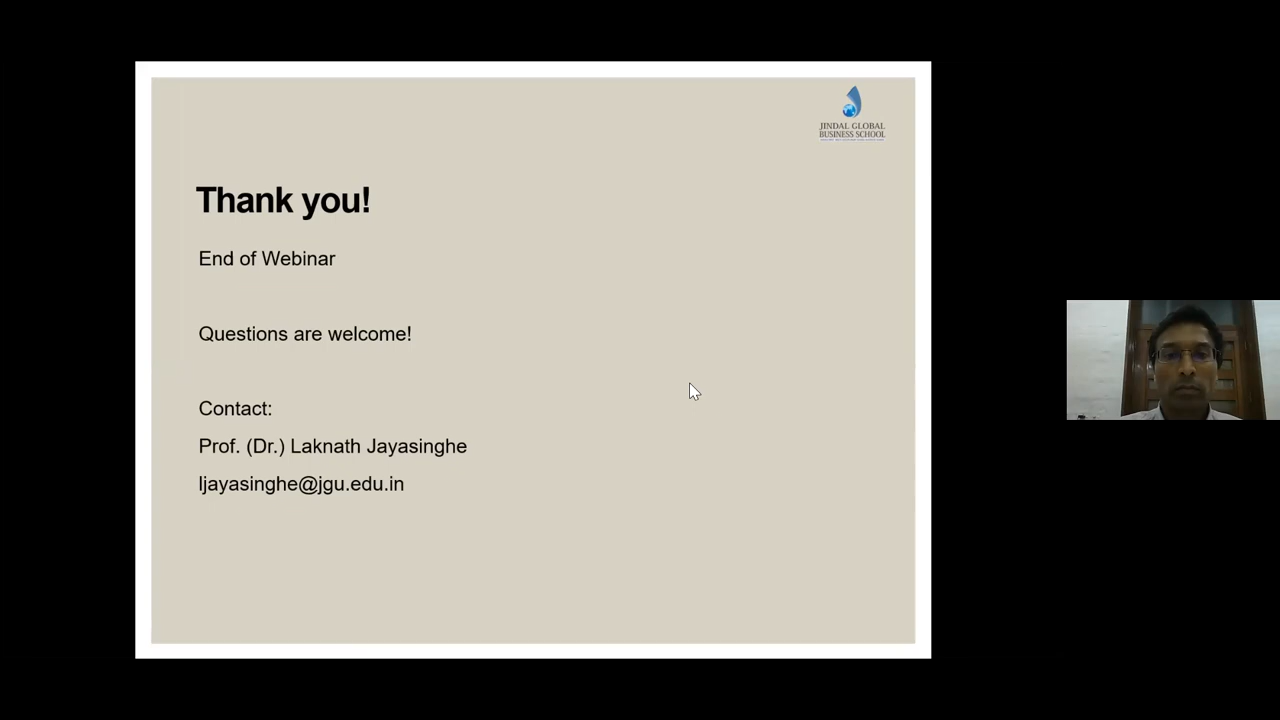 JINDAL GLOBAL
BUSINESS SCHOOL
Thank you!
End of Webinar
Questions are welcome!
Contact:
Prof. (Dr.) Laknath Jayasinghe
ljayasinghe@jgu.edu.in